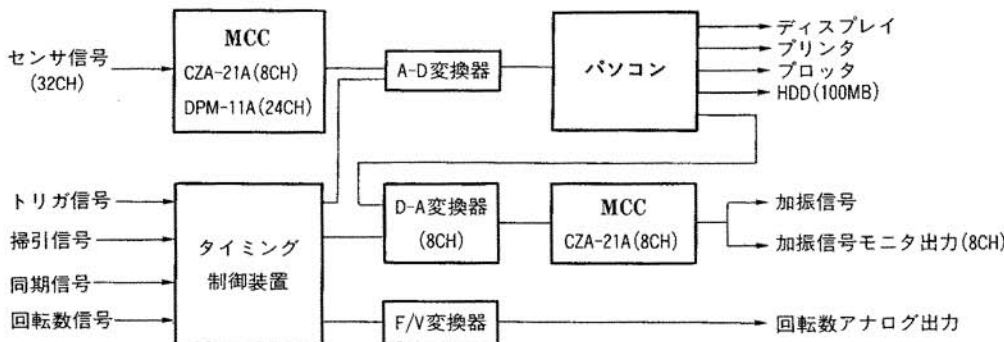 センサ信号
(32CH)
MCC
CZA-21A(8CH)
DPM-11A(24CH)
A-D変換器
パソコン
ディスプレイ
プリンタ
プロッタ
HDD(100MB)
トリガ信号
掃引信号
同期信号
回転数信号
タイミング
制御装置
D-A変換器
(8CH)
MCC
CZA-21A(8CH)
加振信号
加振信号モニタ出力(8CH)
F/V変換器
回転数アナログ出力